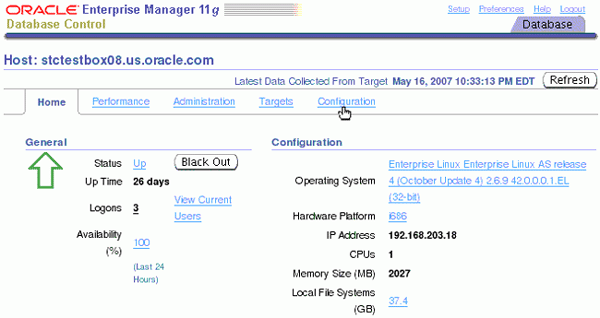 ORACLE Enterprise Manager 11g
Database Control
Setup Preferences Help Logout
Database
Host: stctestbox08.us.oracle.com
Latest Data Collected From Target May 16, 2007 10:33:13 PM EDT Refresh
Home Performance Administration Targets Configuration
General
Status Up Black Out
Up Time 26 days
Logons 3 View Current
Users
Availability
(%) 100
(Last 24
Hours)
Configuration
Operating System Enterprise Linux Enterprise Linux AS release
4 (October Update 4) 2.6.9 42.0.0.0.1.EL
(32-bit)
Hardware Platform i686
IP Address 192.168.203.18
CPUs 1
Memory Size (MB) 2027
Local File Systems
(GB) 37.4